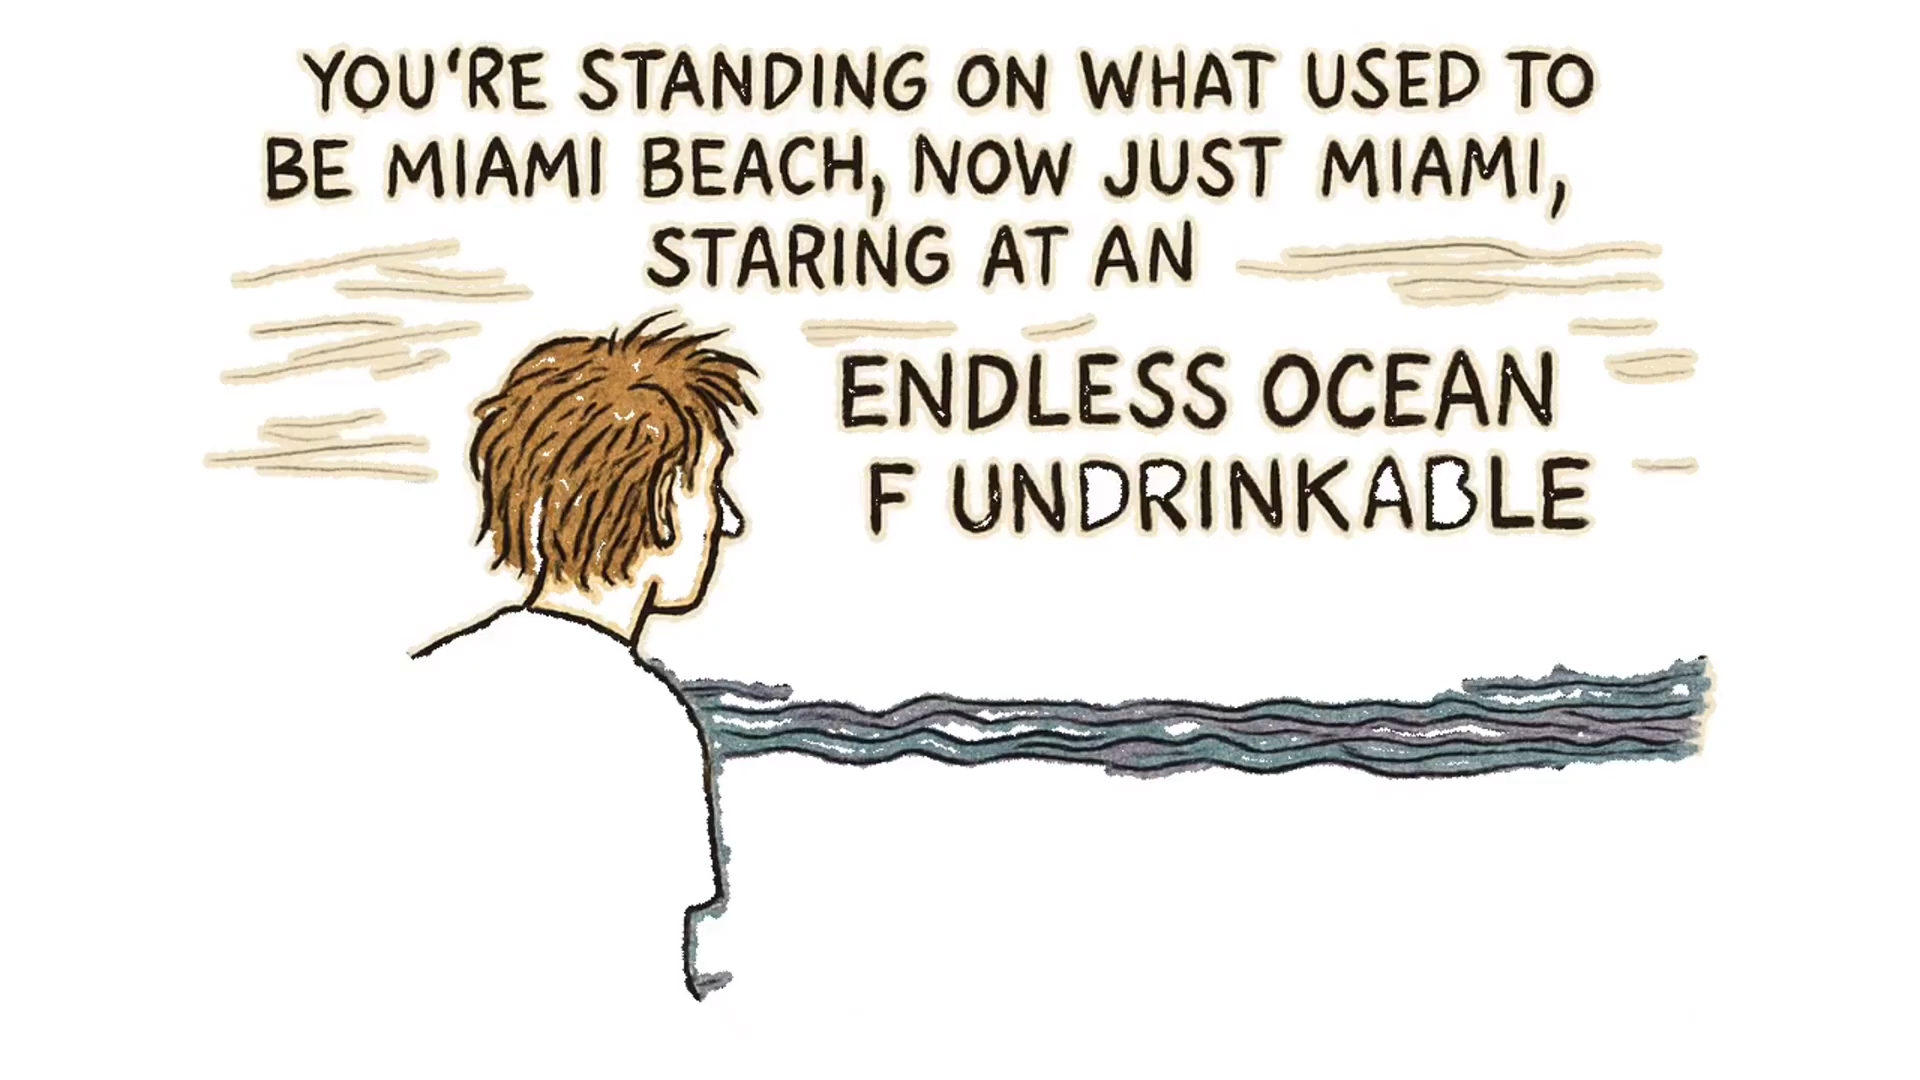 YOU'RE STANDING ON WHAT USED TO
BE MIAMI BEACH, NOW JUST MIAMI,
STARING AT AN
ENDLESS OCEAN
F UNDRINKABLE